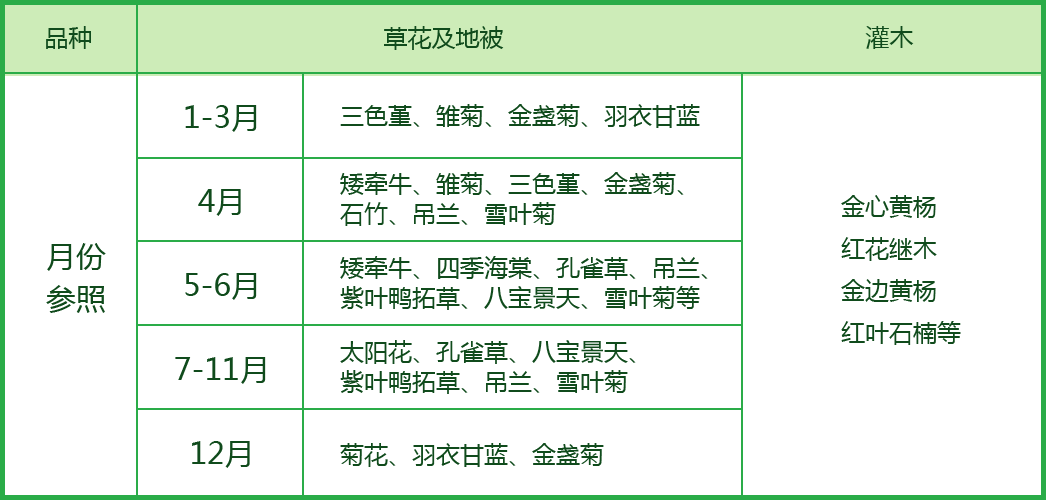 品种
草花及地被
灌木
月份
参照
1-3月
三色堇、雏菊、金盏菊、羽衣甘蓝
4月
矮牵牛、雏菊、三色堇、金盏菊、
石竹、吊兰、雪叶菊
5-6月
矮牵牛、四季海棠、孔雀草、吊兰、
紫叶鸭拓草、八宝景天、雪叶菊等
7-11月
太阳花、孔雀草、八宝景天、
紫叶鸭拓草、吊兰、雪叶菊
12月
菊花、羽衣甘蓝、金盏菊
金心黄杨
红花继木
金边黄杨
红叶石楠等